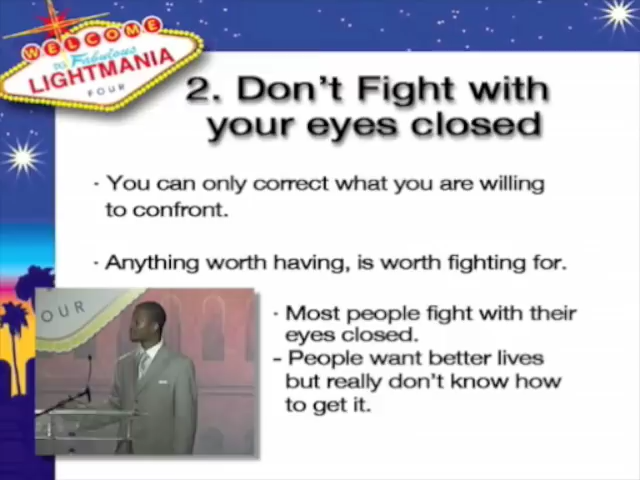 WELCOME
TO Fabulous
LIGHTMANIA
FOUR
2. Don't Fight with
your eyes closed
· You can only correct what you are willing
to confront.
· Anything worth having, is worth fighting for.
OUR
· Most people fight with their
eyes closed.
- People want better lives
but really don't know how
to get it.